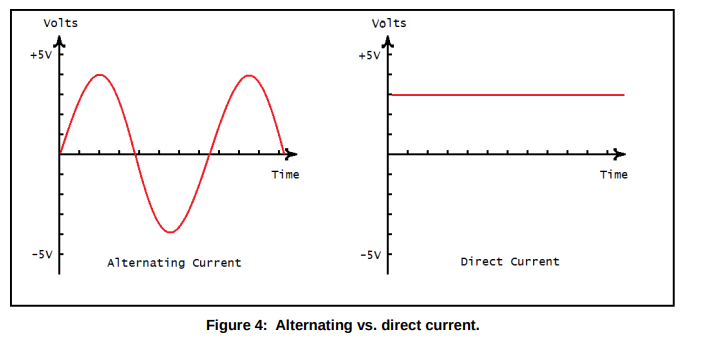 Volts
+5V
Time
-5V
Alternating Current
Volts
+5V
Time
-5V
Direct Current
Figure 4: Alternating vs. direct current.